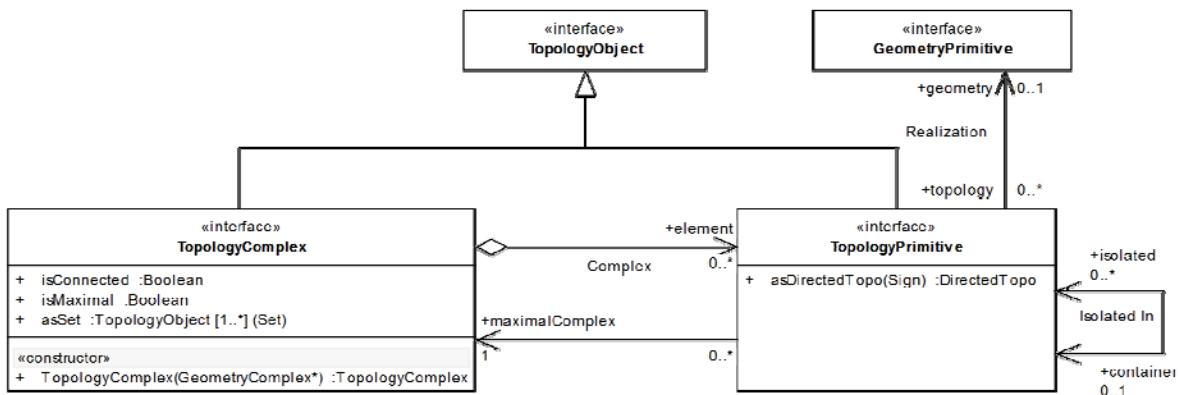 «interface»
TopologyObject
«interface»
GeometryPrimitive
+geometry 0..1
Realization
+topology 0..*
«interface»
TopologyComplex
+ isConnected :Boolean
+ isMaximal :Boolean
+ asSet :TopologyObject [1..*] (Set)
«constructor»
+ TopologyComplex(GeometryComplex*) :TopologyComplex
+element
Complex 0..*
+maximalComplex
1 0..*
«interface»
TopologyPrimitive
+ asDirectedTopo(Sign) :DirectedTopo
+isolated
0..*
Isolated In
+container
0..1